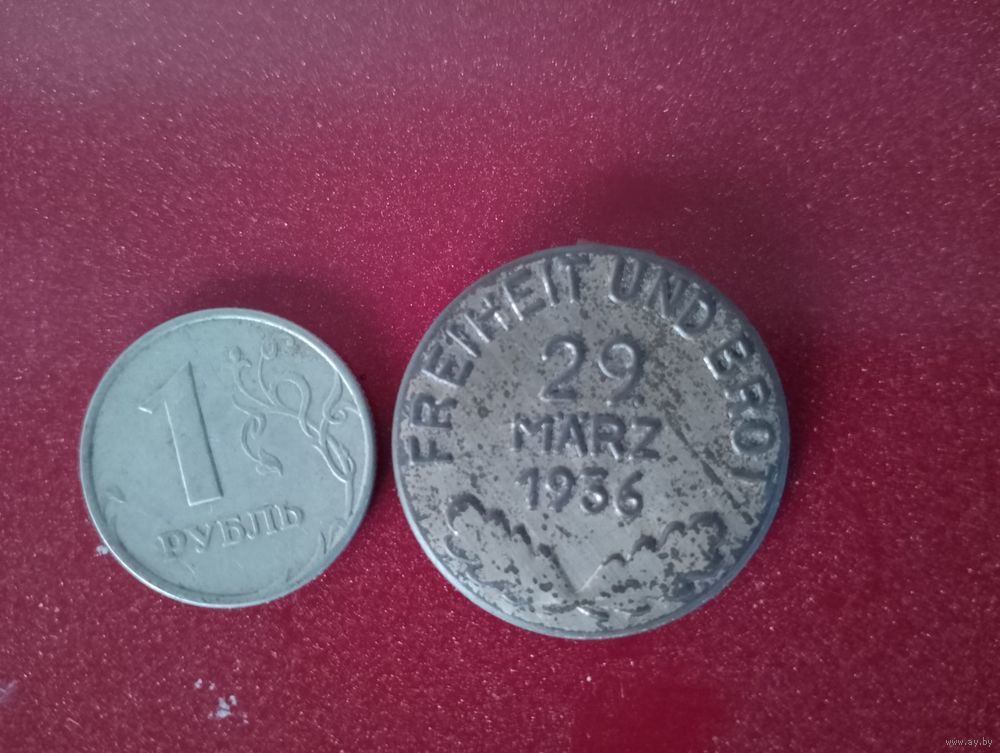 1
РУБЛЬ
FREIHEIT UND BROT
29.
MÄRZ
1936
www.ay.by